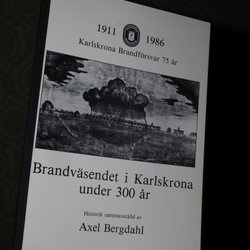 1911 1986
Karlskrona Brandförsvar 75 år
Brandväsendet i Karlskrona
under 300 år
Historik sammanställd av
Axel Bergdahl